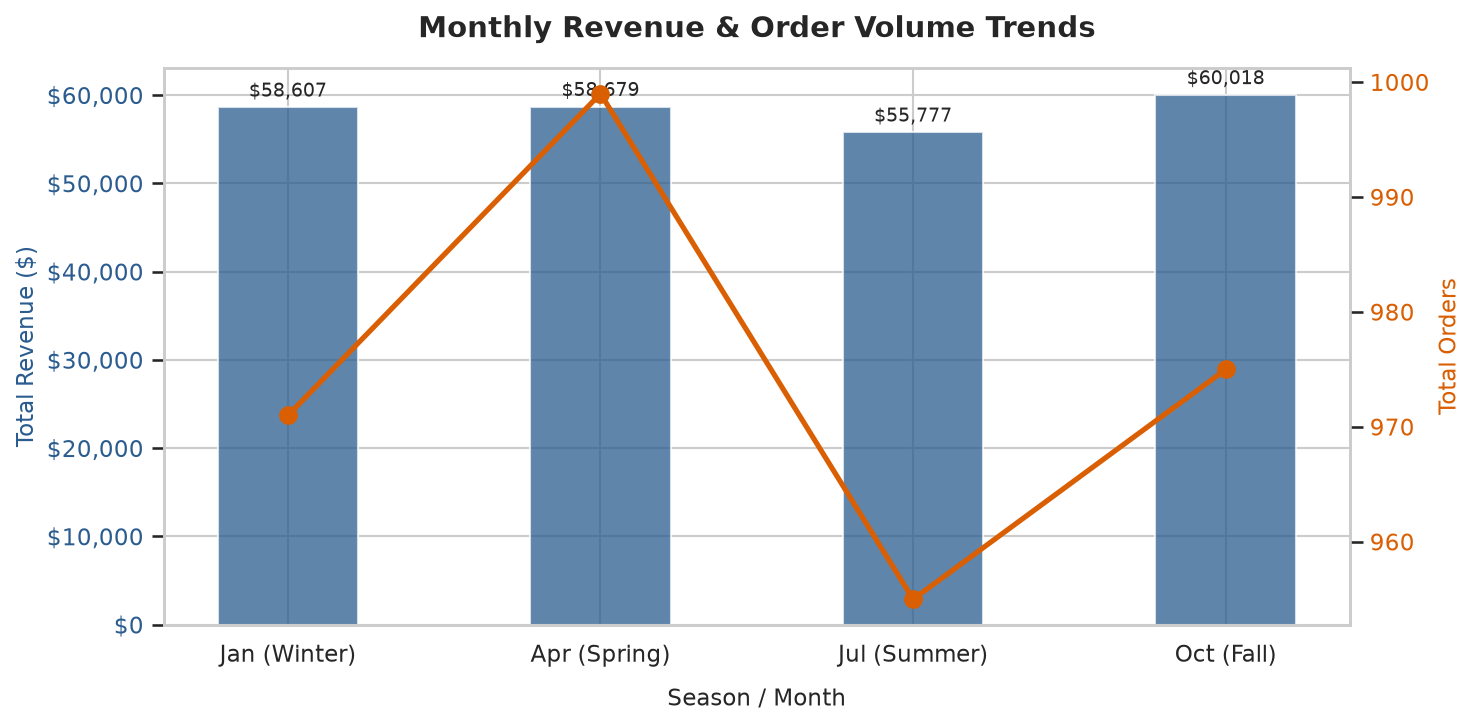 Monthly Revenue & Order Volume Trends
$58,607
$58,679
$55,777
$60,018
$60,000
$50,000
$40,000
$30,000
$20,000
$10,000
$0
Total Revenue ($)
1000
990
980
970
960
Total Orders
Jan (Winter)
Apr (Spring)
Jul (Summer)
Oct (Fall)
Season / Month